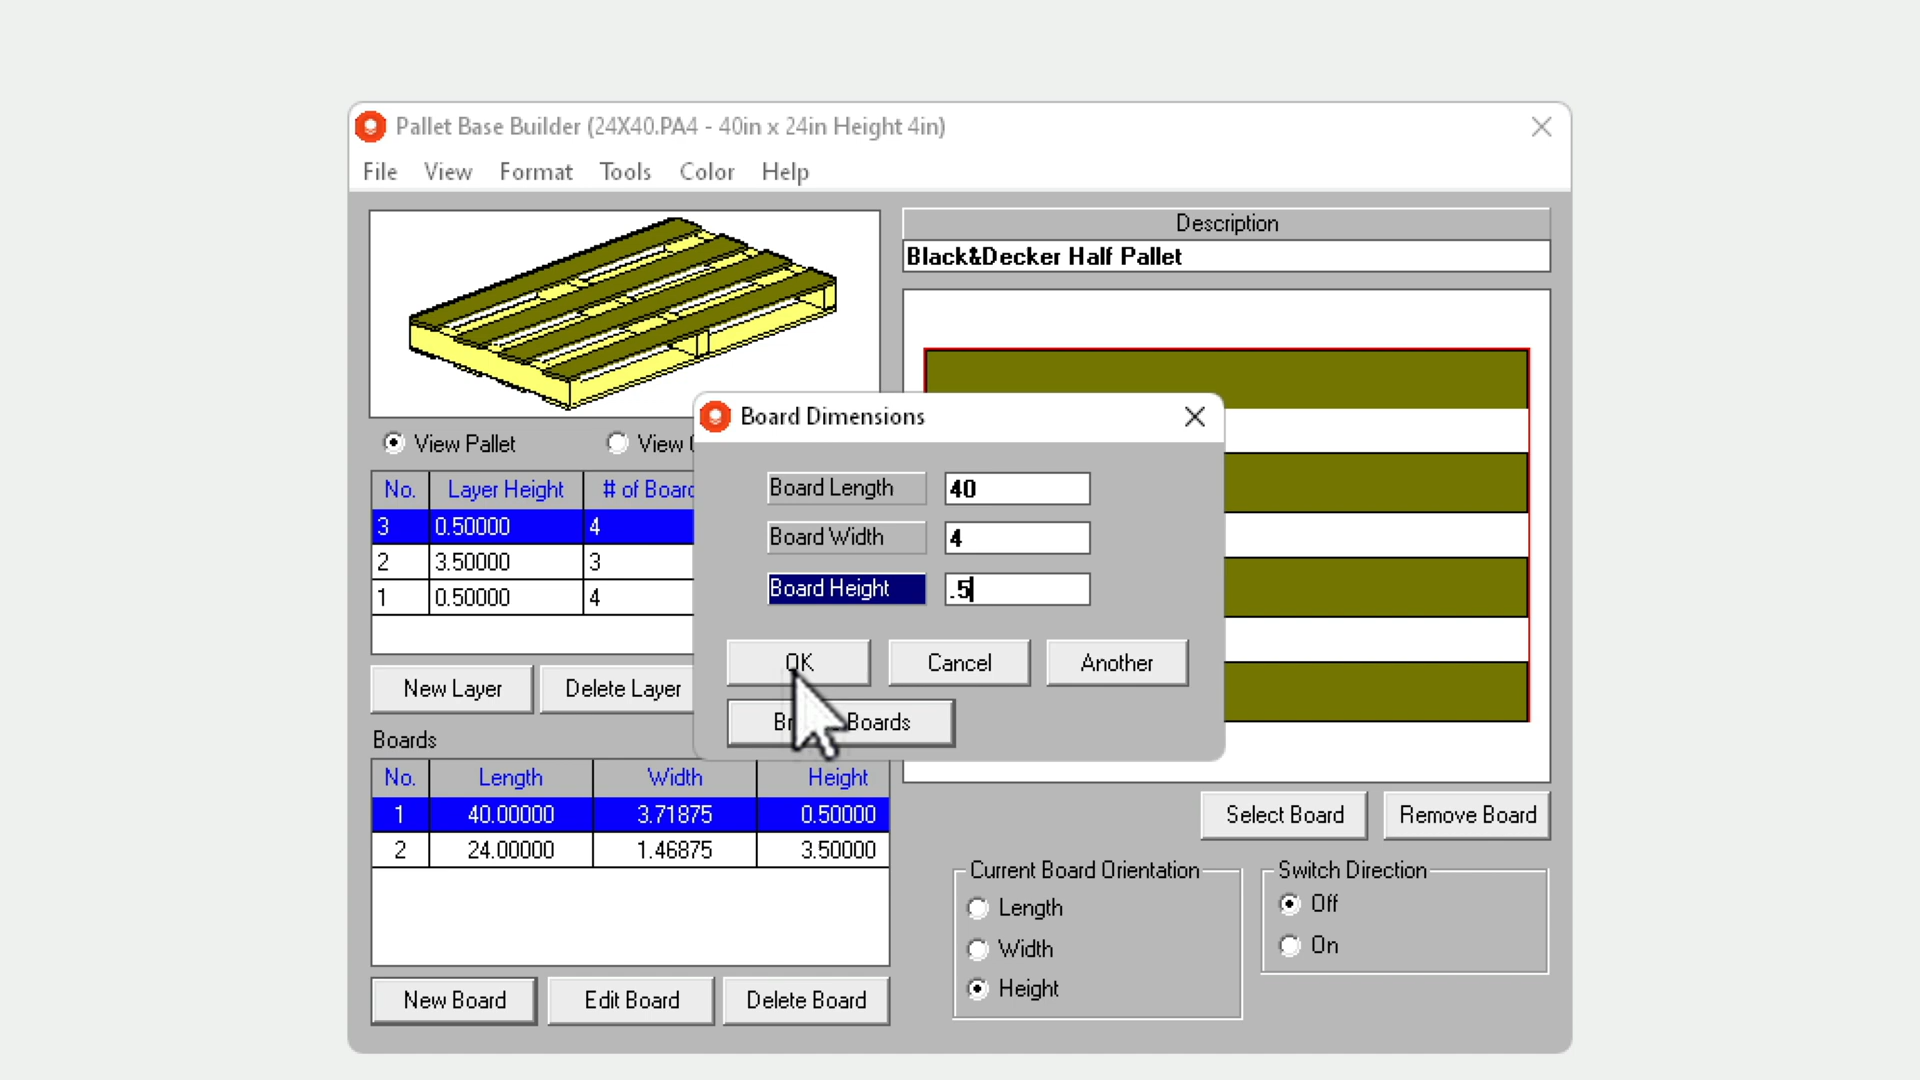 Pallet Base Builder (24X40.PA4 - 40in x 24in Height 4in)
File View Format Tools Color Help
Description
Black&Decker Half Pallet
View Pallet
View
No. Layer Height # of Board
3 0.50000 4
2 3.50000 3
1 0.50000 4
New Layer Delete Layer
Board Dimensions
Board Length 40
Board Width 4
Board Height .5
OK Cancel Another
Boards
Boards
No. Length Width Height
1 40.00000 3.71875 0.50000
2 24.00000 1.46875 3.50000
New Board Edit Board Delete Board
Select Board Remove Board
Current Board Orientation
Length
Width
Height
Switch Direction
Off
On